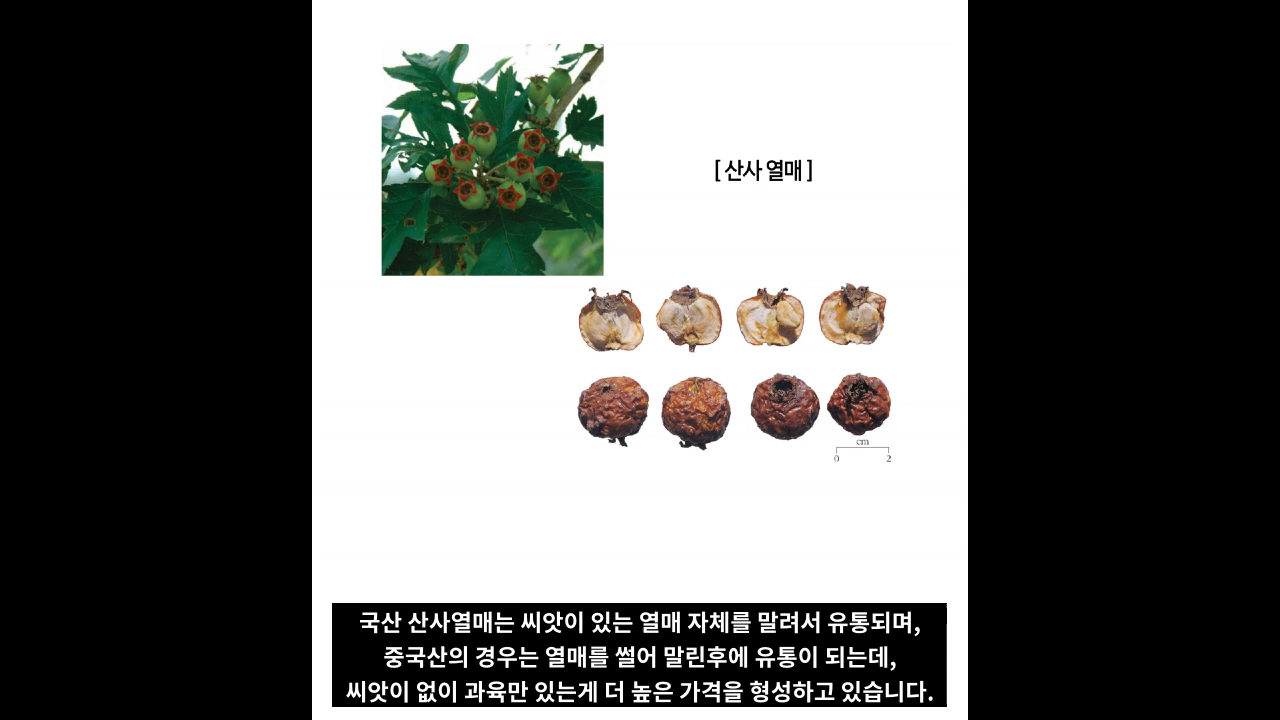 [ 산사 열매 ]
cm
0 2
국산 산사열매는 씨앗이 있는 열매 자체를 말려서 유통되며,
중국산의 경우는 열매를 썰어 말린후에 유통이 되는데,
씨앗이 없이 과육만 있는게 더 높은 가격을 형성하고 있습니다.